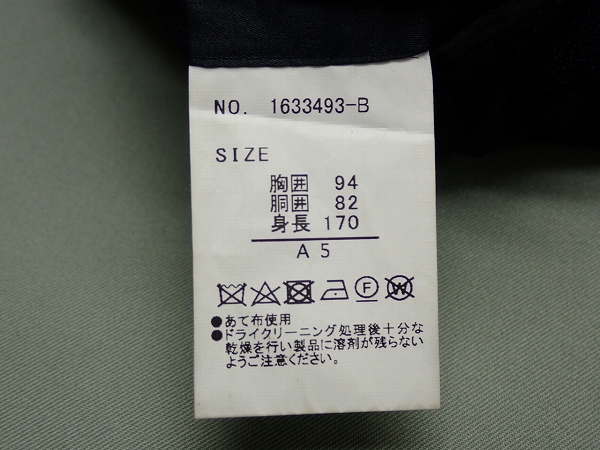 NO. 1633493-B
SIZE
胸囲 94
胴囲 82
身長 170
A5
F W
●あて布使用
●ドライクリーニング処理後十分な
乾燥を行い製品に溶剤が残らない
ようご注意ください。